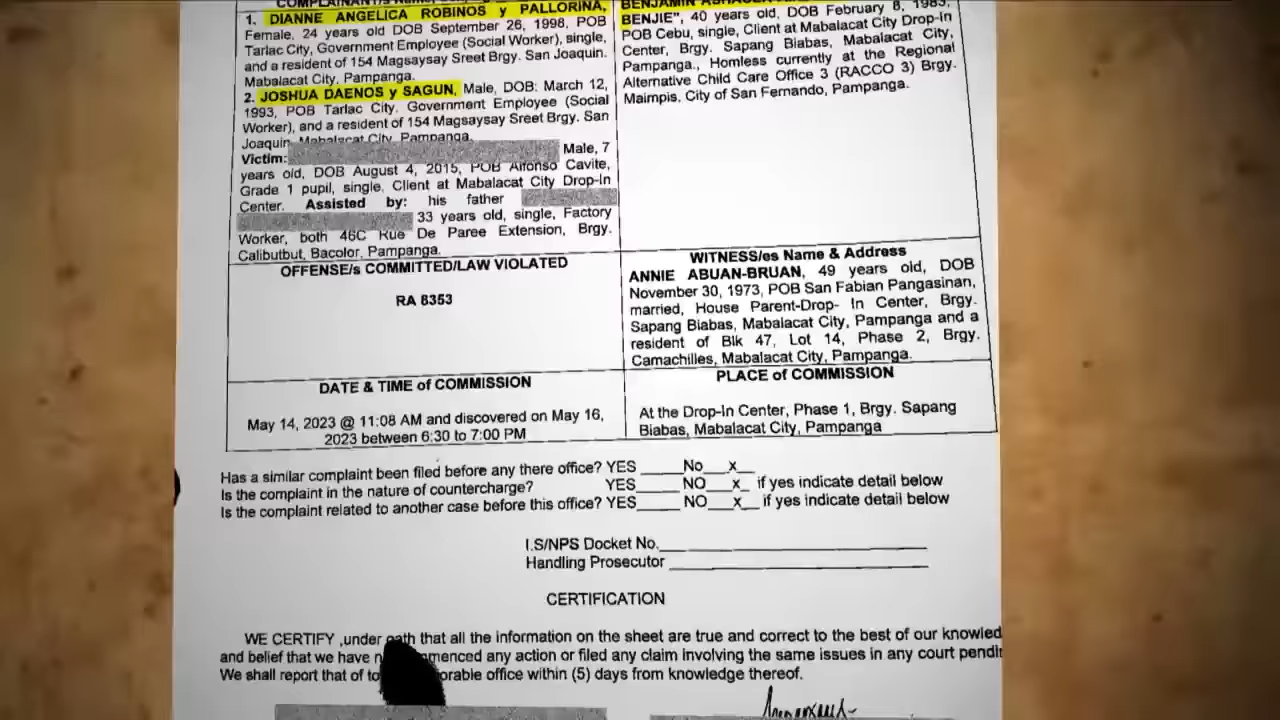 1. DIANNE ANGELICA ROBINOS y PALLORINA,
Female, 24 years old DOB September 26, 1998, POB
Tarlac City, Government Employee (Social Worker), single,
and a resident of 154 Magsaysay Sreet Brgy. San Joaquin.
Mabalacat City, Pampanga.
2. JOSHUA DAENOS y SAGUN, Male, DOB: March 12,
1993, POB Tarlac City. Government Employee (Social
Worker), and a resident of 154 Magsaysay Sreet Brgy. San
Joaquin, Mabalacat City, Pampanga.
Victim: Male, 7
years old, DOB August 4, 2015, POB Alfonso Cavite,
Grade 1 pupil, single, Client at Mabalacat City Drop-In
Center. Assisted by: his father
33 years old, single, Factory
Worker, both 46C Rue De Paree Extension, Brgy.
Calibutbut, Bacolor, Pampanga.
BENJIE", 40 years old, DOB February 8, 1983,
POB Cebu, single, Client at Mabalacat City Drop-In
Center, Brgy. Sapang Biabas, Mabalacat City,
Pampanga., Homless currently at the Regional
Alternative Child Care Office 3 (RACCO 3) Brgy.
Maimpis, City of San Fernando, Pampanga.
OFFENSE/s COMMITTED/LAW VIOLATED
RA 8353
WITNESS/es Name & Address
ANNIE ABUAN-BRUAN, 49 years old, DOB
November 30, 1973, POB San Fabian Pangasinan,
married, House Parent-Drop- In Center, Brgy.
Sapang Biabas, Mabalacat City, Pampanga and a
resident of Blk 47, Lot 14, Phase 2, Brgy.
Camachilles, Mabalacat City, Pampanga.
DATE & TIME of COMMISSION
May 14, 2023 @ 11:08 AM and discovered on May 16,
2023 between 6:30 to 7:00 PM
PLACE of COMMISSION
At the Drop-In Center, Phase 1, Brgy. Sapang
Biabas, Mabalacat City, Pampanga
Has a similar complaint been filed before any there office? YES _____No__x__
Is the complaint in the nature of countercharge? YES_____ NO__x_ if yes indicate detail below
Is the complaint related to another case before this office? YES_____ NO__x__ if yes indicate detail below
I.S/NPS Docket No.
Handling Prosecutor
CERTIFICATION
WE CERTIFY ,under oath that all the information on the sheet are true and correct to the best of our knowled
and belief that we have commenced any action or filed any claim involving the same issues in any court pendin
We shall report that of to orable office within (5) days from knowledge thereof.